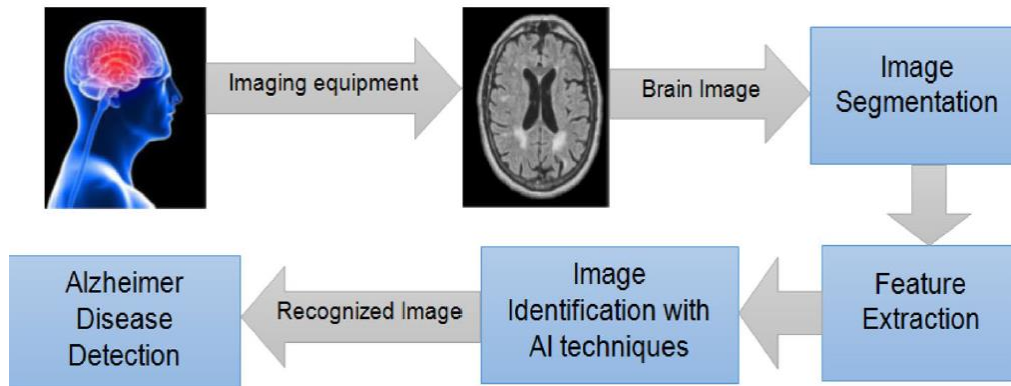 Imaging equipment
Brain Image
Image
Segmentation
Feature
Extraction
Image
Identification with
AI techniques
Recognized Image
Alzheimer
Disease
Detection